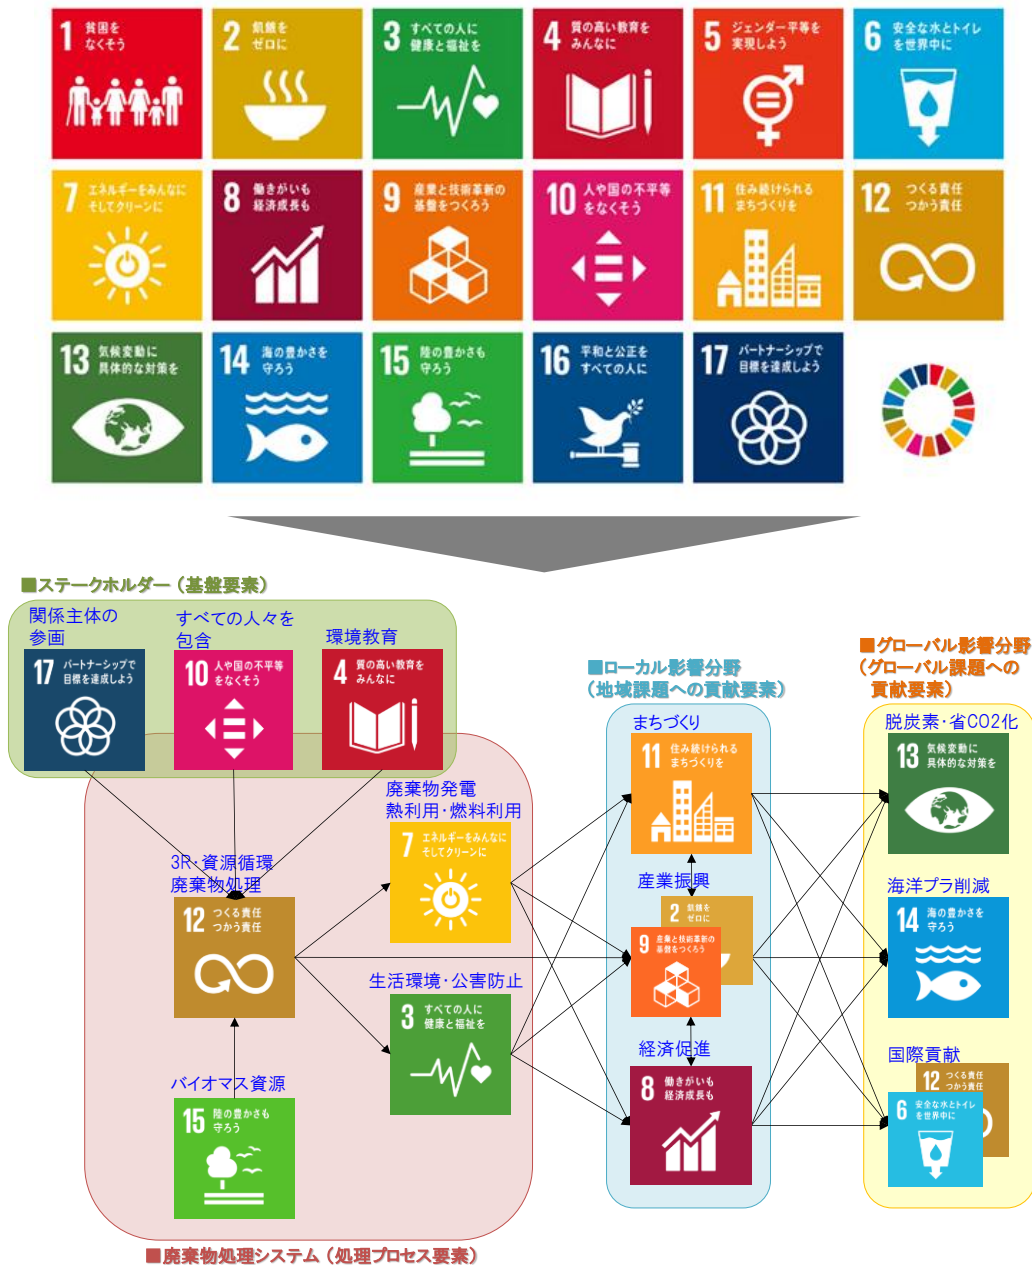 1 貧困を
なくそう
2 飢餓を
ゼロに
3 すべての人に
健康と福祉を
4 質の高い教育を
みんなに
5 ジェンダー平等を
実現しよう
6 安全な水とトイレ
を世界中に
7 エネルギーをみんなに
そしてクリーンに
8 働きがいも
経済成長も
9 産業と技術革新の
基盤をつくろう
10 人や国の不平等
をなくそう
11 住み続けられる
まちづくりを
12 つくる責任
つかう責任
13 気候変動に
具体的な対策を
14 海の豊かさを
守ろう
15 陸の豊かさも
守ろう
16 平和と公正を
すべての人に
17 パートナーシップで
目標を達成しよう
■ステークホルダー（基盤要素）
関係主体の
参画
17 パートナーシップで
目標を達成しよう
すべての人々を
包含
10 人や国の不平等
をなくそう
環境教育
4 質の高い教育を
みんなに
3R・資源循環
廃棄物処理
12 つくる責任
つかう責任
バイオマス資源
15 陸の豊かさも
守ろう
廃棄物発電
熱利用・燃料利用
7 エネルギーをみんなに
そしてクリーンに
生活環境・公害防止
3 すべての人に
健康と福祉を
■廃棄物処理システム（処理プロセス要素）
■ローカル影響分野
（地域課題への貢献要素）
まちづくり
11 住み続けられる
まちづくりを
産業振興
2 飢餓を
ゼロに
9 産業と技術革新の
基盤をつくろう
経済促進
8 働きがいも
経済成長も
■グローバル影響分野
（グローバル課題への
貢献要素）
脱炭素・省CO2化
13 気候変動に
具体的な対策を
海洋プラ削減
14 海の豊かさを
守ろう
国際貢献
12 つくる責任
つかう責任
6 安全な水とトイレ
を世界中に